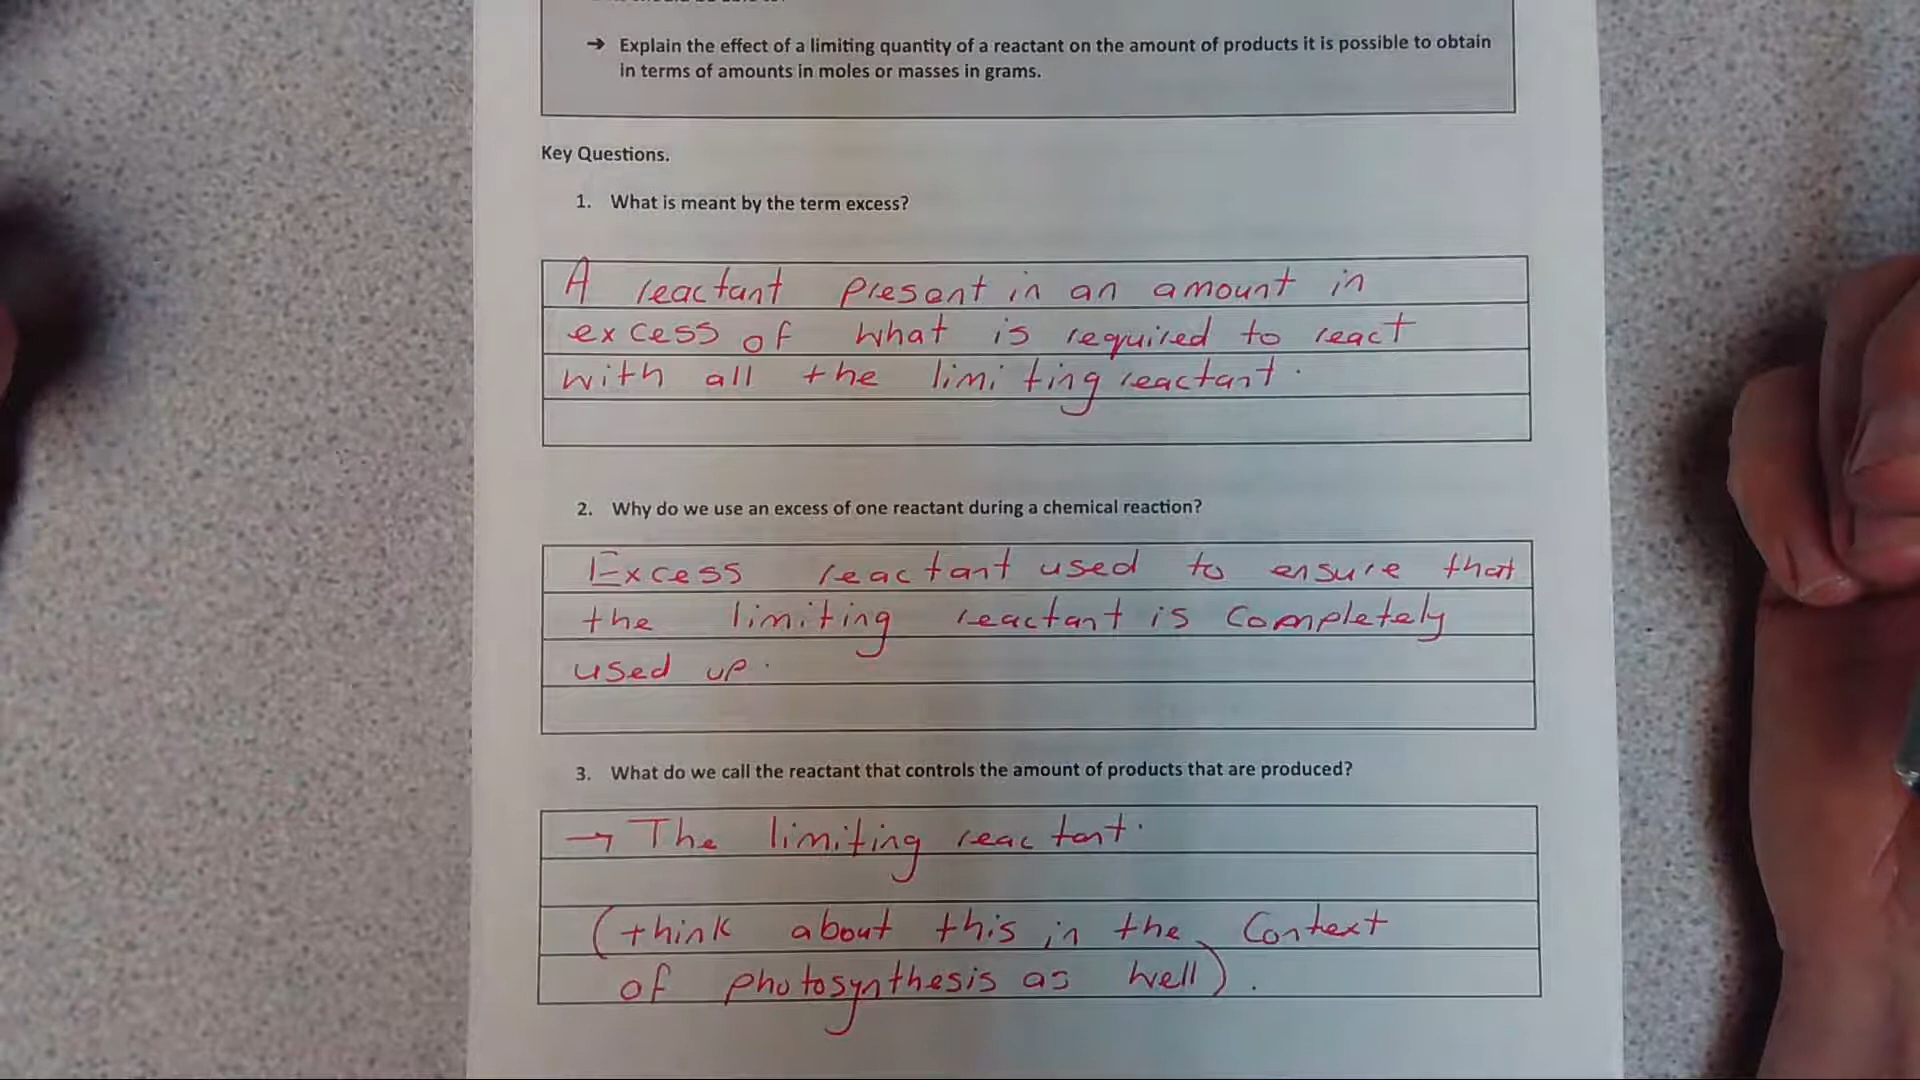 → Explain the effect of a limiting quantity of a reactant on the amount of products it is possible to obtain
in terms of amounts in moles or masses in grams.
Key Questions.
1. What is meant by the term excess?
A reactant present in an amount in
excess of what is required to react
with all the limiting reactant.
2. Why do we use an excess of one reactant during a chemical reaction?
Excess reactant used to ensure that
the limiting reactant is completely
used up.
3. What do we call the reactant that controls the amount of products that are produced?
→ The limiting reactant.
(think about this in the context
of photosynthesis as well).